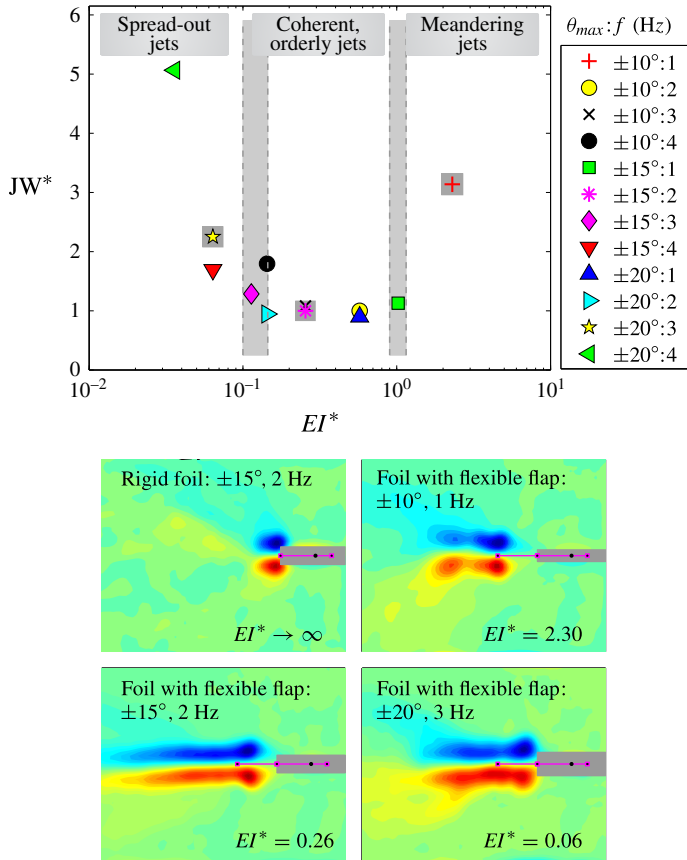 Spread-out
jets
Coherent,
orderly jets
Meandering
jets
θmax: f (Hz)
±10°:1
±10°:2
±10°:3
±10°:4
±15°:1
±15°:2
±15°:3
±15°:4
±20°:1
±20°:2
±20°:3
±20°:4
6
5
4
3
2
1
0
JW*
10⁻² 10⁻¹ 10⁰ 10¹
EI*
Rigid foil: ±15°, 2 Hz
EI* → ∞
Foil with flexible flap:
±10°, 1 Hz
EI* = 2.30
Foil with flexible flap:
±15°, 2 Hz
EI* = 0.26
Foil with flexible flap:
±20°, 3 Hz
EI* = 0.06